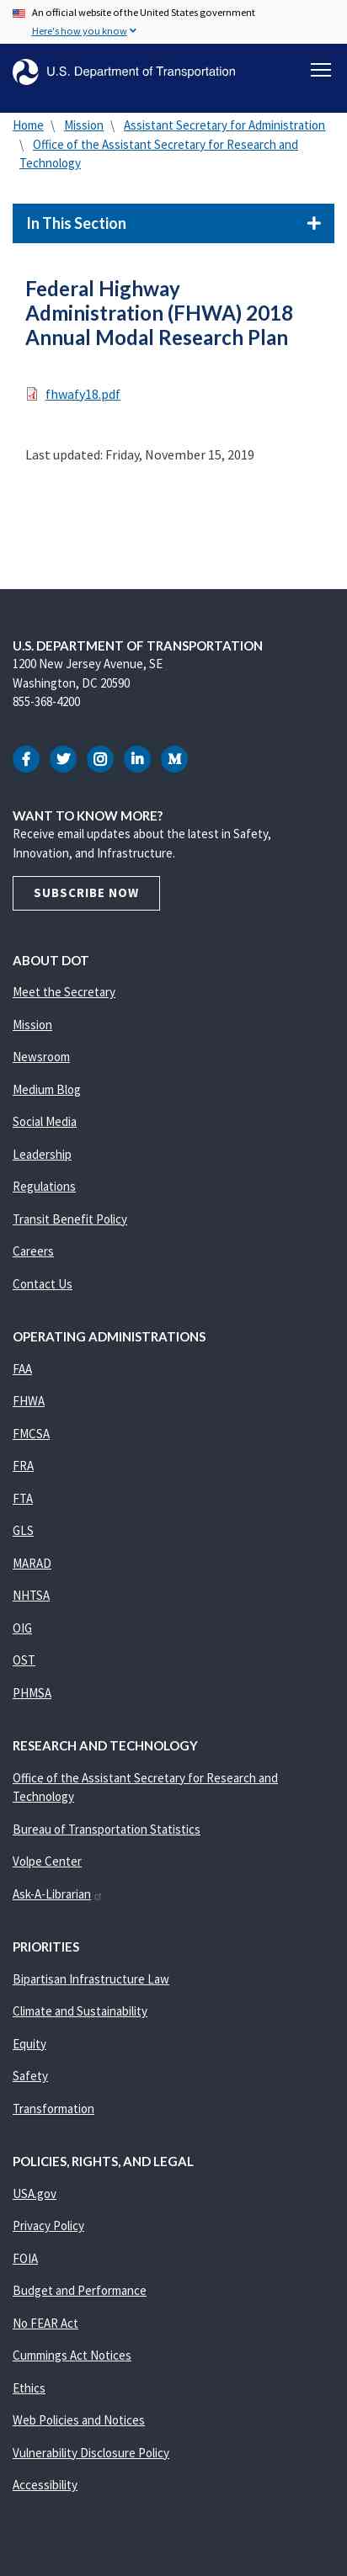 An official website of the United States government
Here's how you know
U.S. Department of Transportation
Home \ Mission \ Assistant Secretary for Administration
\ Office of the Assistant Secretary for Research and
Technology
In This Section
Federal Highway
Administration (FHWA) 2018
Annual Modal Research Plan
fhwafy18.pdf
Last updated: Friday, November 15, 2019
U.S. DEPARTMENT OF TRANSPORTATION
1200 New Jersey Avenue, SE
Washington, DC 20590
855-368-4200
WANT TO KNOW MORE?
Receive email updates about the latest in Safety,
Innovation, and Infrastructure.
SUBSCRIBE NOW
ABOUT DOT
Meet the Secretary
Mission
Newsroom
Medium Blog
Social Media
Leadership
Regulations
Transit Benefit Policy
Careers
Contact Us
OPERATING ADMINISTRATIONS
FAA
FHWA
FMCSA
FRA
FTA
GLS
MARAD
NHTSA
OIG
OST
PHMSA
RESEARCH AND TECHNOLOGY
Office of the Assistant Secretary for Research and
Technology
Bureau of Transportation Statistics
Volpe Center
Ask-A-Librarian
PRIORITIES
Bipartisan Infrastructure Law
Climate and Sustainability
Equity
Safety
Transformation
POLICIES, RIGHTS, AND LEGAL
USA.gov
Privacy Policy
FOIA
Budget and Performance
No FEAR Act
Cummings Act Notices
Ethics
Web Policies and Notices
Vulnerability Disclosure Policy
Accessibility